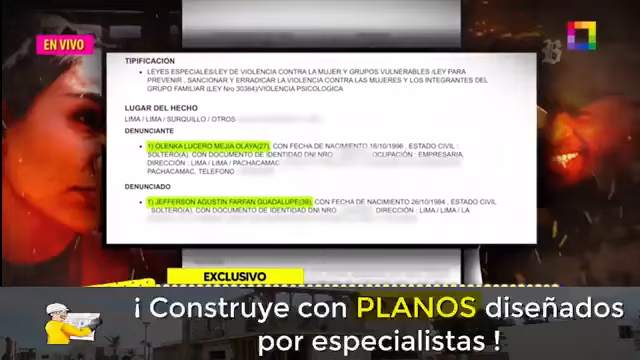 EN VIVO
TIPIFICACION
• LEYES ESPECIALES/LEY DE VIOLENCIA CONTRA LA MUJER Y GRUPOS VULNERABLES /LEY PARA
PREVENIR , SANCIONAR Y ERRADICAR LA VIOLENCIA CONTRA LAS MUJERES Y LOS INTEGRANTES DEL
GRUPO FAMILIAR (LEY Nro 30364)/VIOLENCIA PSICOLOGICA
LUGAR DEL HECHO
LIMA / LIMA / SURQUILLO / OTROS
DENUNCIANTE
• 1) OLENKA LUCERO MEJIA OLAYA(27), CON FECHA DE NACIMIENTO 16/10/1996 , ESTADO CIVIL :
SOLTERO(A), CON DOCUMENTO DE IDENTIDAD DNI NRO OCUPACIÓN : EMPRESARIA,
DIRECCION : LIMA / LIMA / PACHACAMAC
PACHACAMAC, TELEFONO
DENUNCIADO
• 1) JEFFERSON AGUSTIN FARFAN GUADALUPE(39), CON FECHA DE NACIMIENTO 26/10/1984 , ESTADO CIVIL
: SOLTERO(A), CON DOCUMENTO DE IDENTIDAD DNI NRO , DIRECCION : LIMA / LIMA / LA
EXCLUSIVO
¡ Construye con PLANOS diseñados
por especialistas !